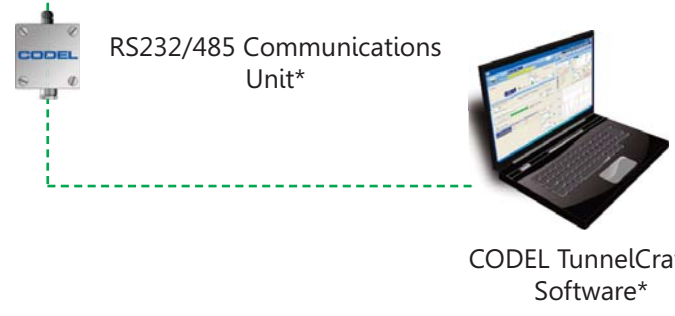 CODEL
RS232/485 Communications
Unit*
CODEL TunnelCra
Software*